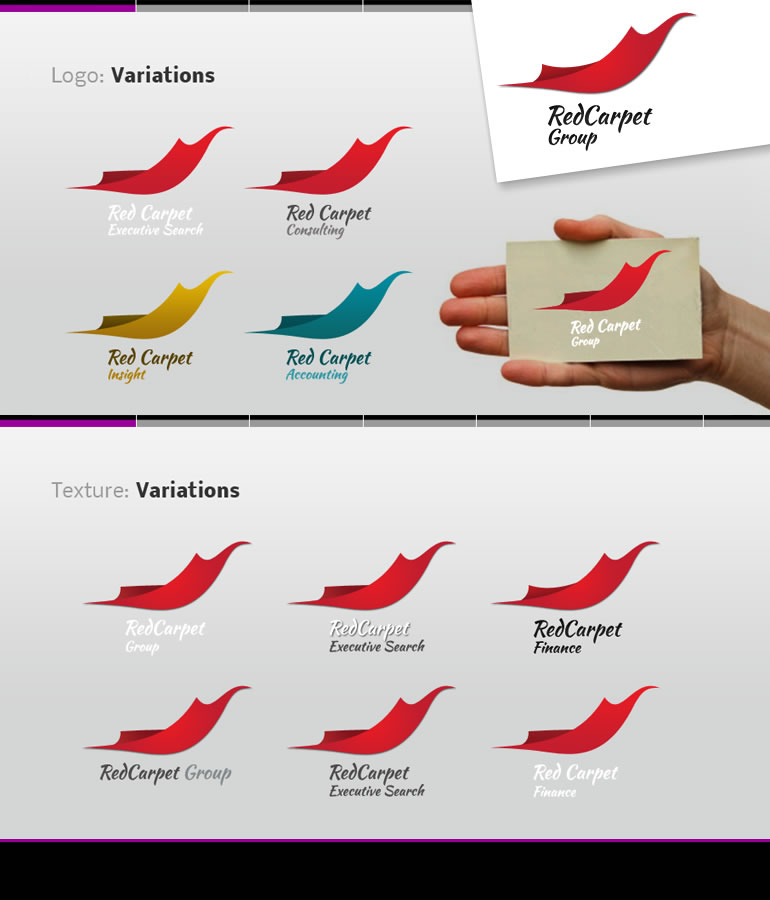 RedCarpet
Group
Logo: Variations
Red Carpet
Executive Search
Red Carpet
Consulting
Red Carpet
Insight
Red Carpet
Accounting
Red Carpet
Group
Texture: Variations
RedCarpet
Group
RedCarpet
Executive Search
RedCarpet
Finance
RedCarpet Group
RedCarpet
Executive Search
Red Carpet
Finance